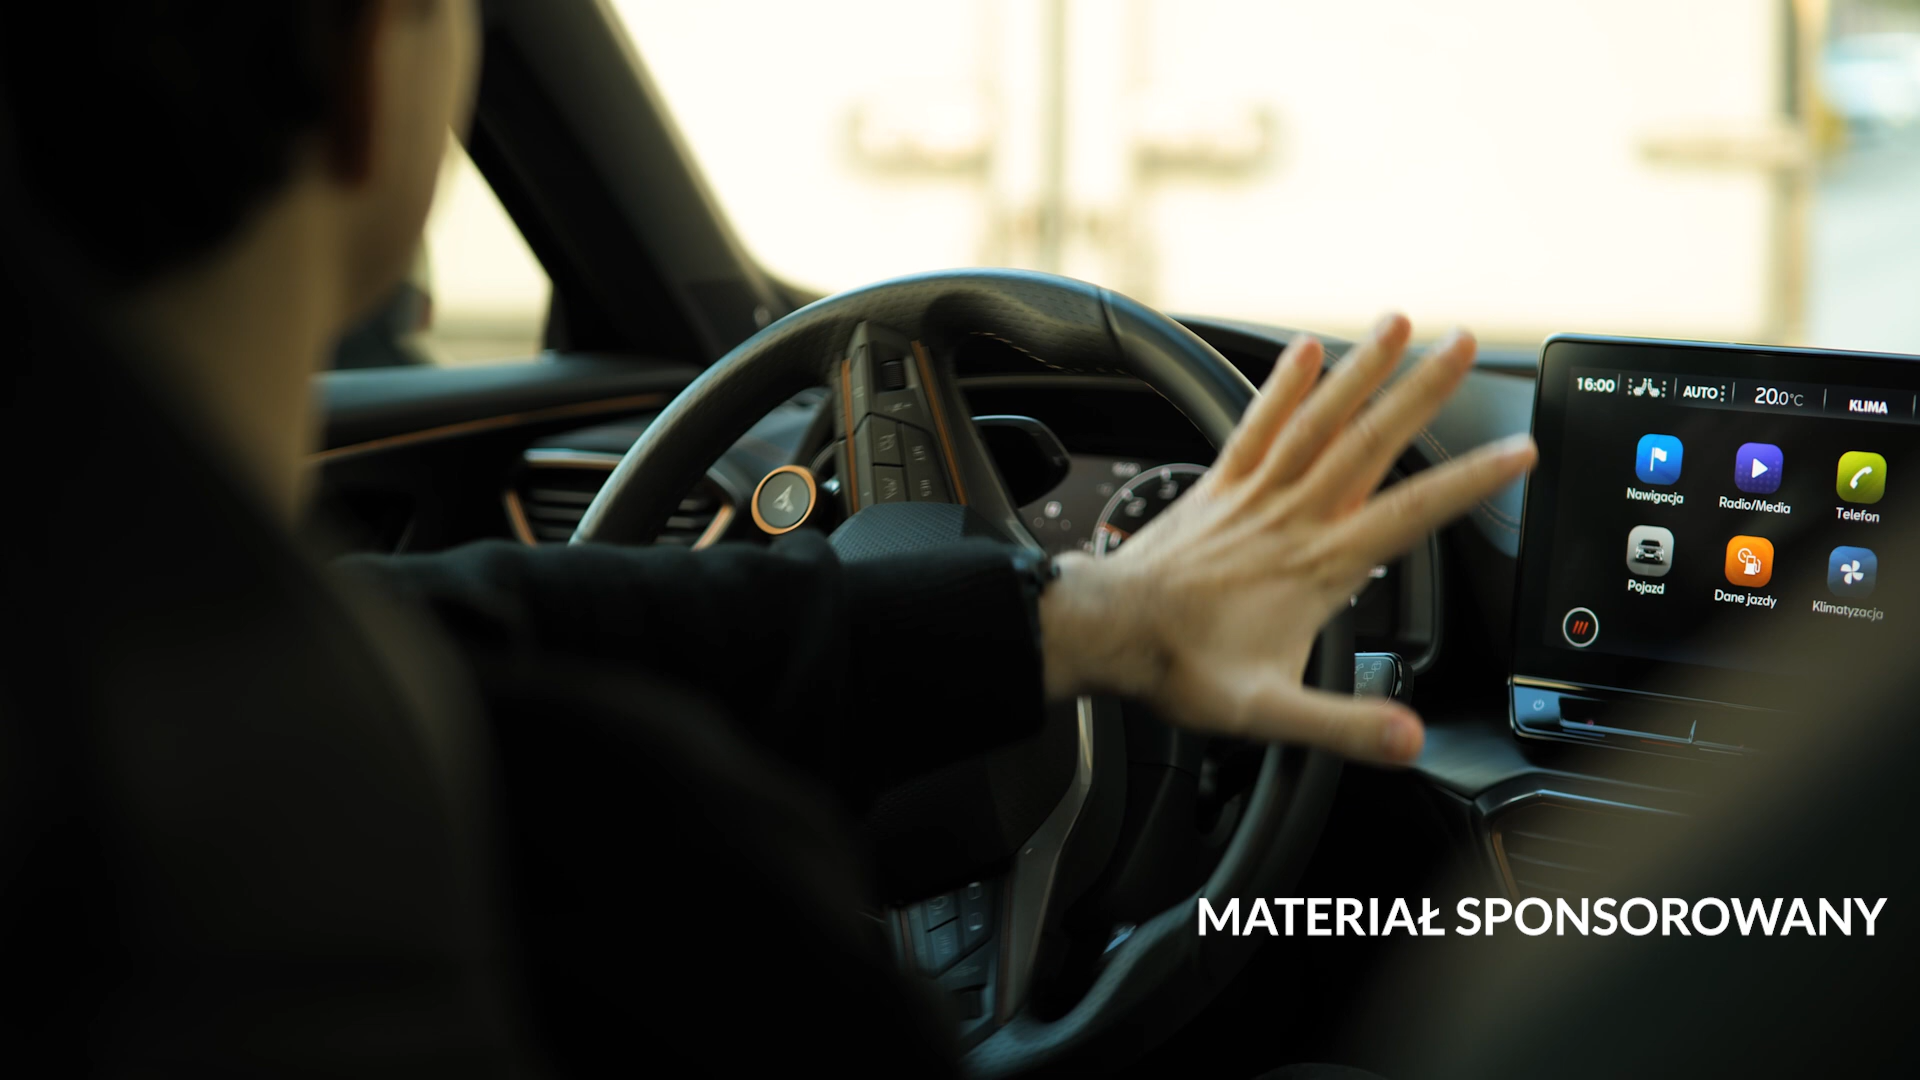 16:00 AUTO 20.0°C KLIMA
Nawigacja Radio/Media Telefon
Pojazd Dane jazdy Klimatyzacja
MATERIAŁ SPONSOROWANY